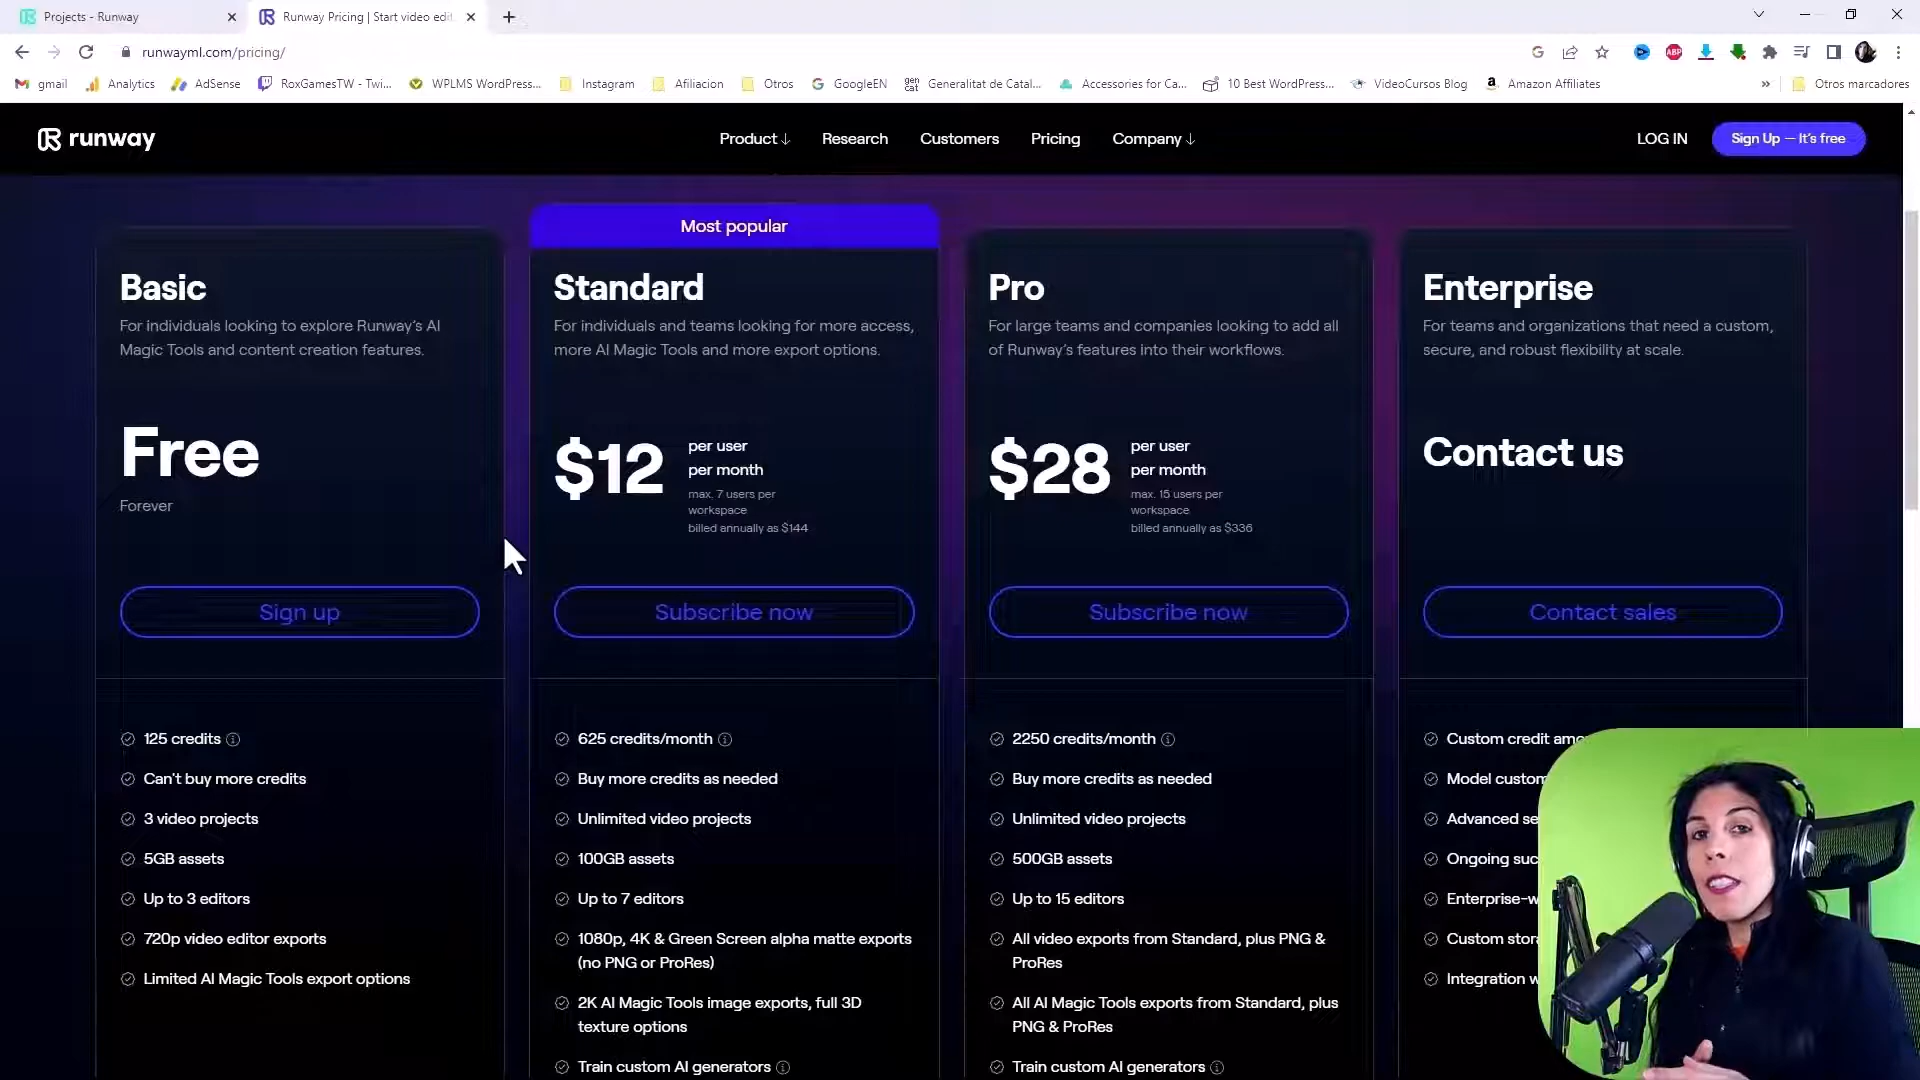 Projects - Runway
Runway Pricing | Start video edit
runwayml.com/pricing/
gmail
Analytics
AdSense
RoxGamesTW - Twi...
WPLMS WordPress...
Instagram
Afiliacion
Otros
GoogleEN
gen cat
Generalitat de Catal...
Accessories for Ca...
10 Best WordPress...
VideoCursos Blog
Amazon Affiliates
Otros marcadores
runway
Product
Research
Customers
Pricing
Company
LOG IN
Sign Up — It's free
Most popular
Basic
For individuals looking to explore Runway's AI
Magic Tools and content creation features.
Free
Forever
Sign up
125 credits
Can't buy more credits
3 video projects
5GB assets
Up to 3 editors
720p video editor exports
Limited AI Magic Tools export options
Standard
For individuals and teams looking for more access,
more AI Magic Tools and more export options.
$12
per user
per month
max. 7 users per
workspace
billed annually as $144
Subscribe now
625 credits/month
Buy more credits as needed
Unlimited video projects
100GB assets
Up to 7 editors
1080p, 4K & Green Screen alpha matte exports
(no PNG or ProRes)
2K AI Magic Tools image exports, full 3D
texture options
Train custom AI generators
Pro
For large teams and companies looking to add all
of Runway's features into their workflows.
$28
per user
per month
max. 15 users per
workspace
billed annually as $336
Subscribe now
2250 credits/month
Buy more credits as needed
Unlimited video projects
500GB assets
Up to 15 editors
All video exports from Standard, plus PNG &
ProRes
All AI Magic Tools exports from Standard, plus
PNG & ProRes
Train custom AI generators
Enterprise
For teams and organizations that need a custom,
secure, and robust flexibility at scale.
Contact us
Contact sales
Custom credit amo
Model custom
Advanced se
Ongoing suc
Enterprise-w
Custom stora
Integration w